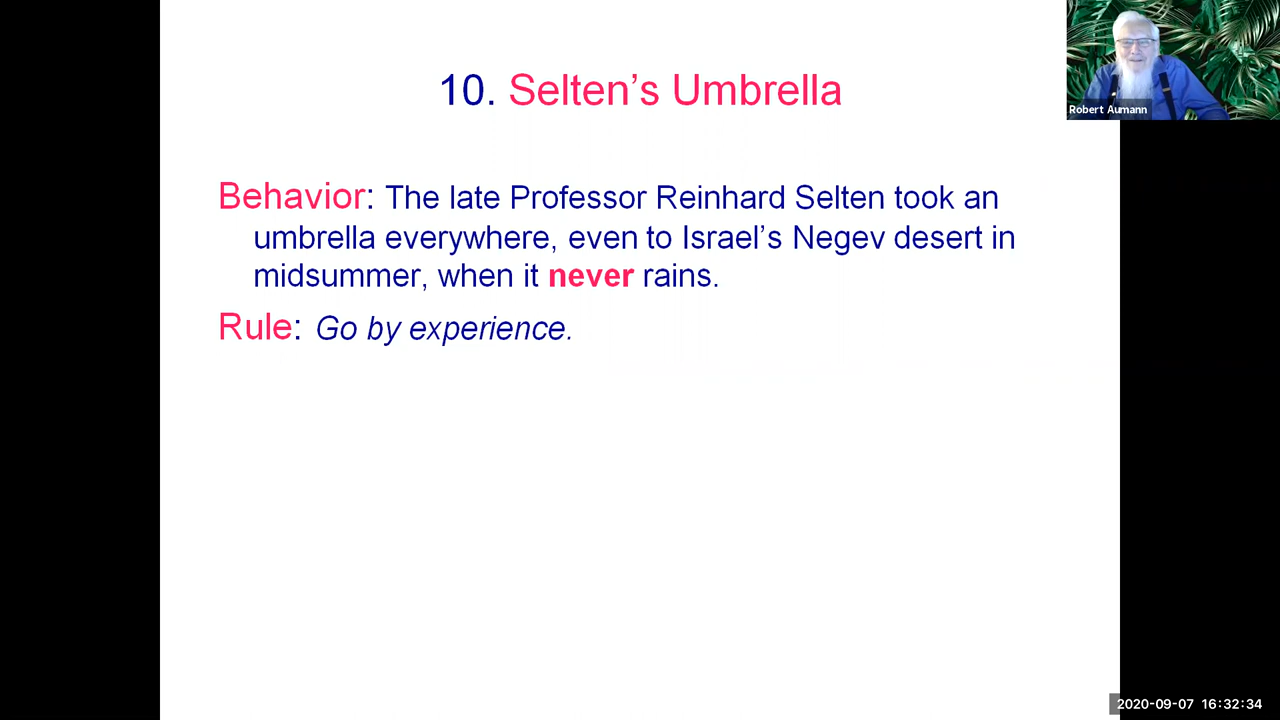 10. Selten’s Umbrella
Robert Aumann
Behavior: The late Professor Reinhard Selten took an
umbrella everywhere, even to Israel’s Negev desert in
midsummer, when it never rains.
Rule: Go by experience.
2020-09-07 16:32:34